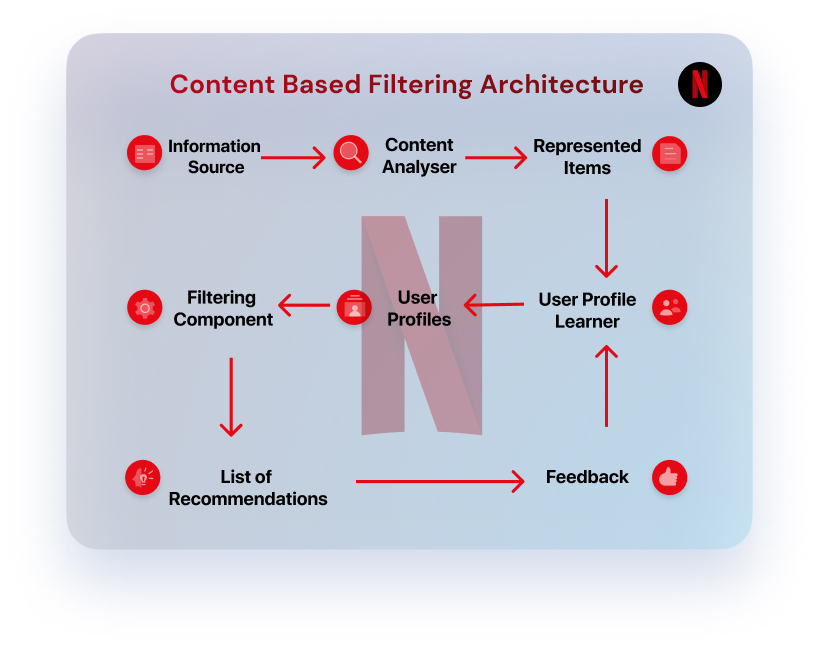 Content Based Filtering Architecture
N
Information
Source
Content
Analyser
Represented
Items
Filtering
Component
User
Profiles
User Profile
Learner
List of
Recommendations
Feedback